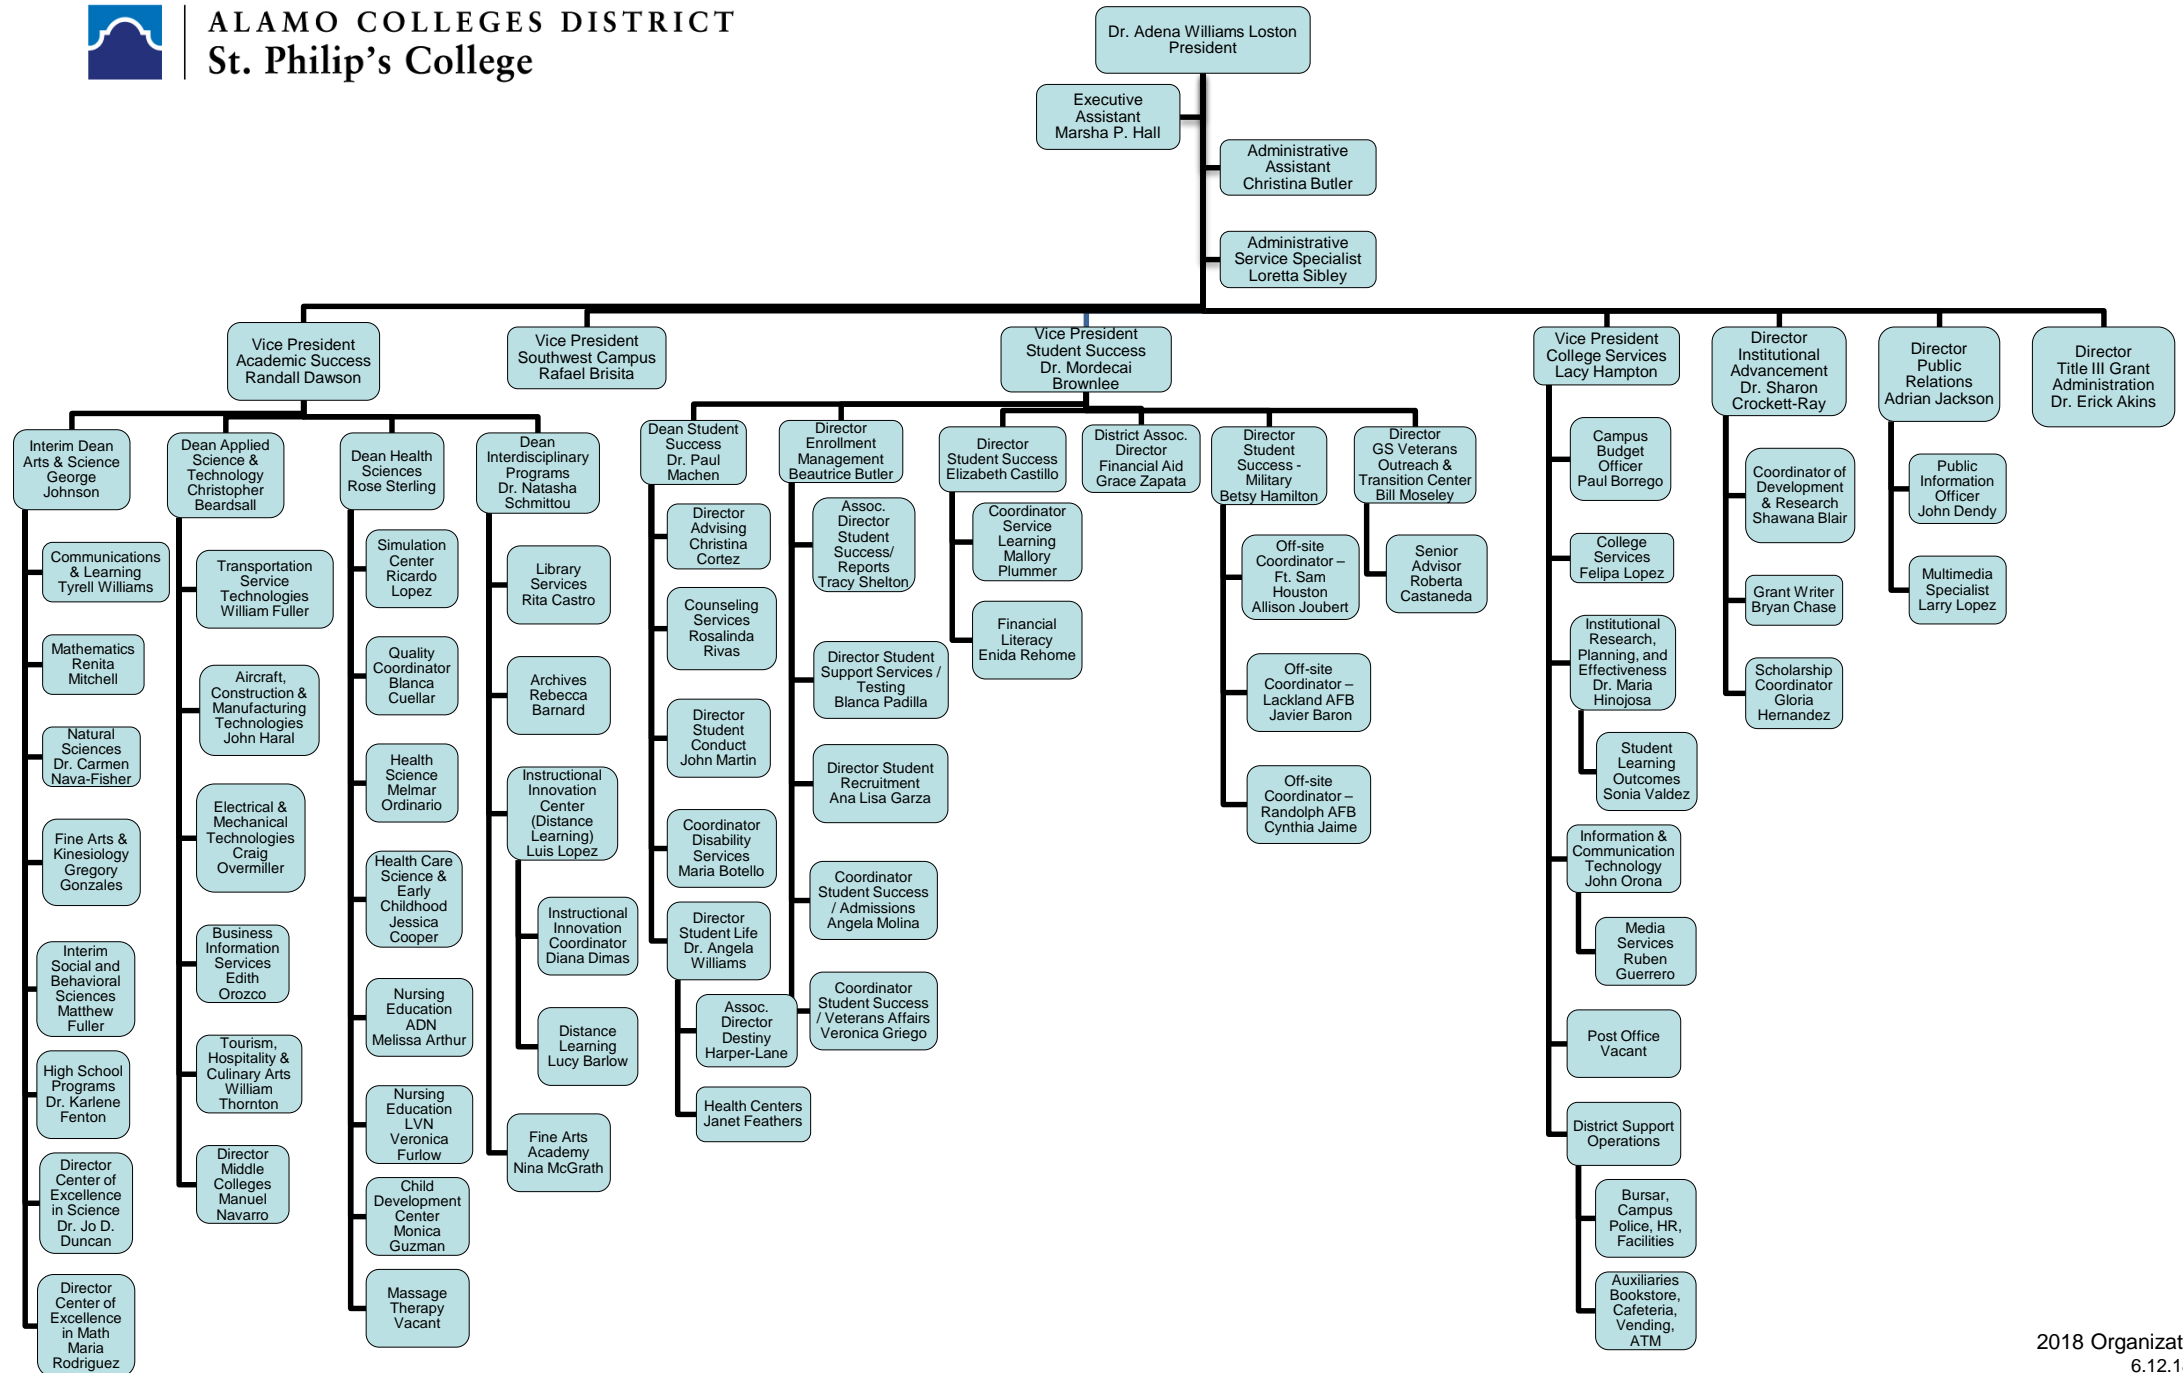 ALAMO COLLEGES DISTRICT
St. Philip's College
Dr. Adena Williams Loston
President
Executive
Assistant
Marsha P. Hall
Administrative
Assistant
Christina Butler
Administrative
Service Specialist
Loretta Sibley
Vice President
Academic Success
Randall Dawson
Vice President
Southwest Campus
Rafael Brisita
Vice President
Student Success
Dr. Mordecai
Brownlee
Vice President
College Services
Lacy Hampton
Director
Institutional
Advancement
Dr. Sharon
Crockett-Ray
Director
Public
Relations
Adrian Jackson
Director
Title III Grant
Administration
Dr. Erick Akins
Interim Dean
Arts & Science
George
Johnson
Communications
& Learning
Tyrell Williams
Mathematics
Renita
Mitchell
Natural
Sciences
Dr. Carmen
Nava-Fisher
Fine Arts &
Kinesiology
Gregory
Gonzales
Interim
Social and
Behavioral
Sciences
Matthew
Fuller
High School
Programs
Dr. Karlene
Fenton
Director
Center of
Excellence
in Science
Dr. Jo D.
Duncan
Director
Center of
Excellence
in Math
Maria
Rodriguez
Dean Applied
Science &
Technology
Christopher
Beardsall
Transportation
Service
Technologies
William Fuller
Aircraft,
Construction &
Manufacturing
Technologies
John Haral
Electrical &
Mechanical
Technologies
Craig
Overmiller
Business
Information
Services
Edith
Orozco
Tourism,
Hospitality &
Culinary Arts
William
Thornton
Director
Middle
Colleges
Manuel
Navarro
Dean Health
Sciences
Rose Sterling
Simulation
Center
Ricardo
Lopez
Quality
Coordinator
Blanca
Cuellar
Health
Science
Melmar
Ordinario
Health Care
Science &
Early
Childhood
Jessica
Cooper
Nursing
Education
ADN
Melissa Arthur
Nursing
Education
LVN
Veronica
Furlow
Child
Development
Center
Monica
Guzman
Massage
Therapy
Vacant
Dean
Interdisciplinary
Programs
Dr. Natasha
Schmittou
Library
Services
Rita Castro
Archives
Rebecca
Barnard
Instructional
Innovation
Center
(Distance
Learning)
Luis Lopez
Instructional
Innovation
Coordinator
Diana Dimas
Distance
Learning
Lucy Barlow
Fine Arts
Academy
Nina McGrath
Dean Student
Success
Dr. Paul
Machen
Director
Advising
Christina
Cortez
Counseling
Services
Rosalinda
Rivas
Director
Student
Conduct
John Martin
Coordinator
Disability
Services
Maria Botello
Director
Student Life
Dr. Angela
Williams
Assoc.
Director
Destiny
Harper-Lane
Health Centers
Janet Feathers
Director
Enrollment
Management
Beautrice Butler
Assoc.
Director
Student
Success/
Reports
Tracy Shelton
Director Student
Support Services /
Testing
Blanca Padilla
Director Student
Recruitment
Ana Lisa Garza
Coordinator
Student Success
/ Admissions
Angela Molina
Coordinator
Student Success
/ Veterans Affairs
Veronica Griego
Director
Student Success
Elizabeth Castillo
Coordinator
Service
Learning
Mallory
Plummer
Financial
Literacy
Enida Rehome
District Assoc.
Director
Financial Aid
Grace Zapata
Director
Student
Success -
Military
Betsy Hamilton
Off-site
Coordinator –
Ft. Sam
Houston
Allison Joubert
Off-site
Coordinator –
Lackland AFB
Javier Baron
Off-site
Coordinator –
Randolph AFB
Cynthia Jaime
Director
GS Veterans
Outreach &
Transition Center
Bill Moseley
Senior
Advisor
Roberta
Castaneda
Campus
Budget
Officer
Paul Borrego
College
Services
Felipa Lopez
Institutional
Research,
Planning, and
Effectiveness
Dr. Maria
Hinojosa
Student
Learning
Outcomes
Sonia Valdez
Information &
Communication
Technology
John Orona
Media
Services
Ruben
Guerrero
Post Office
Vacant
District Support
Operations
Bursar,
Campus
Police, HR,
Facilities
Auxiliaries
Bookstore,
Cafeteria,
Vending,
ATM
Coordinator of
Development
& Research
Shawana Blair
Grant Writer
Bryan Chase
Scholarship
Coordinator
Gloria
Hernandez
Public
Information
Officer
John Dendy
Multimedia
Specialist
Larry Lopez
2018 Organizat
6.12.1